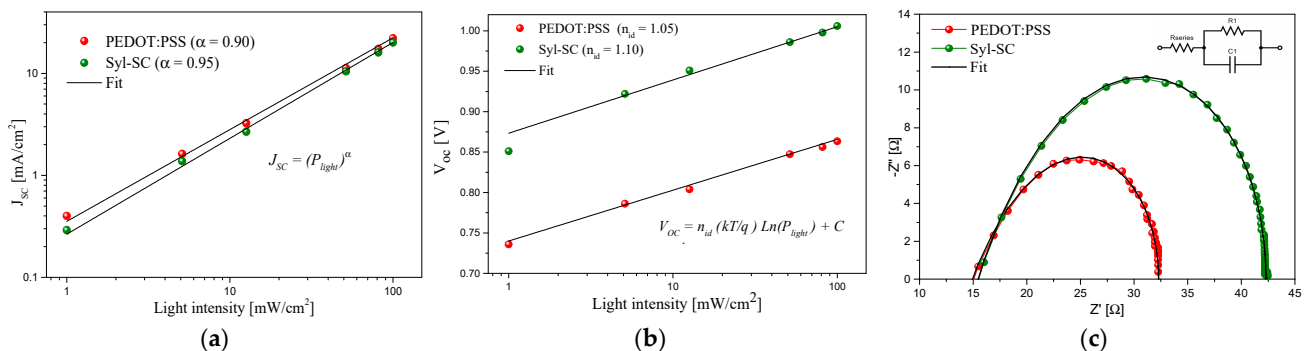 J_SC [mA/cm²]
10
1
0.1
PEDOT:PSS (α = 0.90)
Syl-SC (α = 0.95)
Fit
J_SC = (P_light)^α
1
10
100
Light intensity [mW/cm²]
(a)
V_OC [V]
1.00
0.95
0.90
0.85
0.80
0.75
0.70
PEDOT:PSS (n_id = 1.05)
Syl-SC (n_id = 1.10)
Fit
V_OC = n_id (kT/q ) Ln(P_light ) + C
1
10
100
Light intensity [mW/cm²]
(b)
-Z'' [Ω]
14
12
10
8
6
4
2
0
PEDOT:PSS
Syl-SC
Fit
Rseries
R1
C1
10
15
20
25
30
35
40
45
Z' [Ω]
(c)